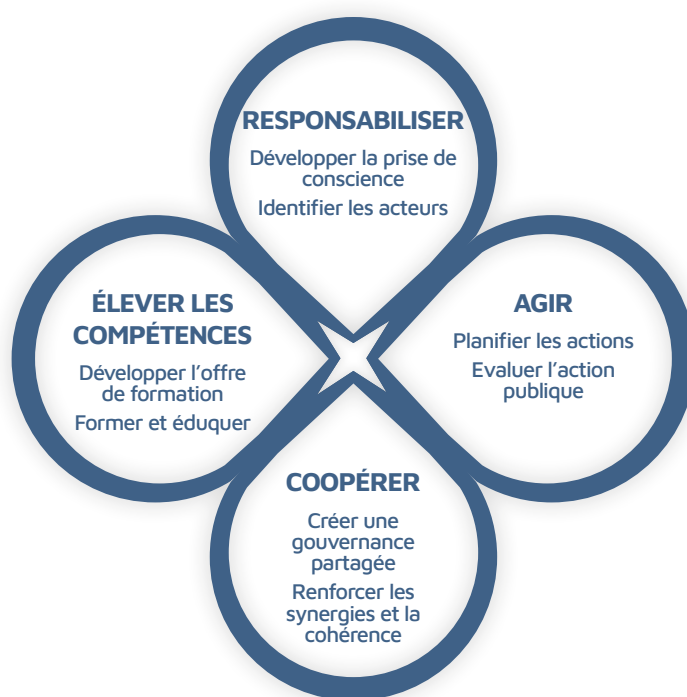 RESPONSABILISER
Développer la prise de
conscience
Identifier les acteurs
ÉLEVER LES
COMPÉTENCES
Développer l'offre
de formation
Former et éduquer
AGIR
Planifier les actions
Evaluer l'action
publique
COOPÉRER
Créer une
gouvernance
partagée
Renforcer les
synergies et la
cohérence